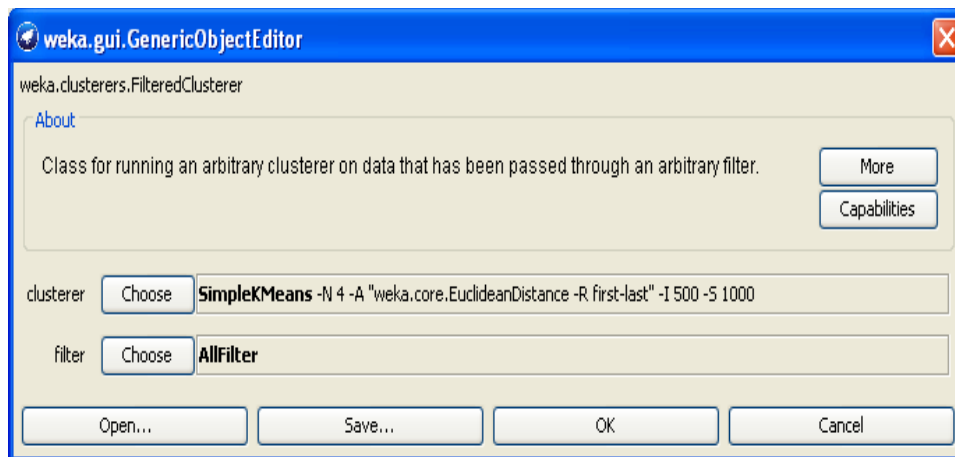 weka.gui.GenericObjectEditor
weka.clusterers.FilteredClusterer
About
Class for running an arbitrary clusterer on data that has been passed through an arbitrary filter.
More
Capabilities
clusterer Choose SimpleKMeans -N 4 -A "weka.core.EuclideanDistance -R first-last" -I 500 -S 1000
filter Choose AllFilter
Open... Save... OK Cancel